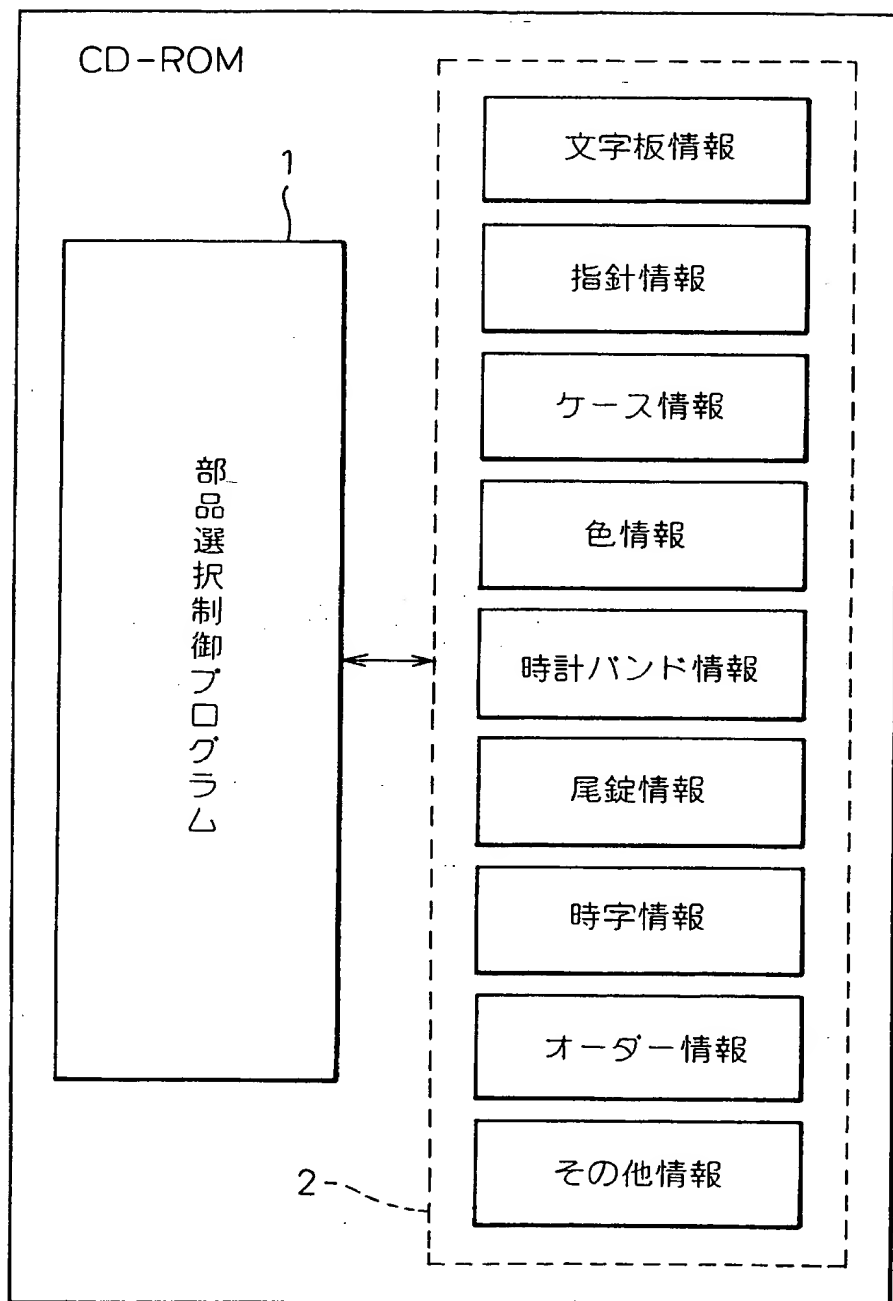 CD-ROM
1
部品選択制御プログラム
文字板情報
指針情報
ケース情報
色情報
時計バンド情報
尾錠情報
時字情報
オーダー情報
その他情報
2